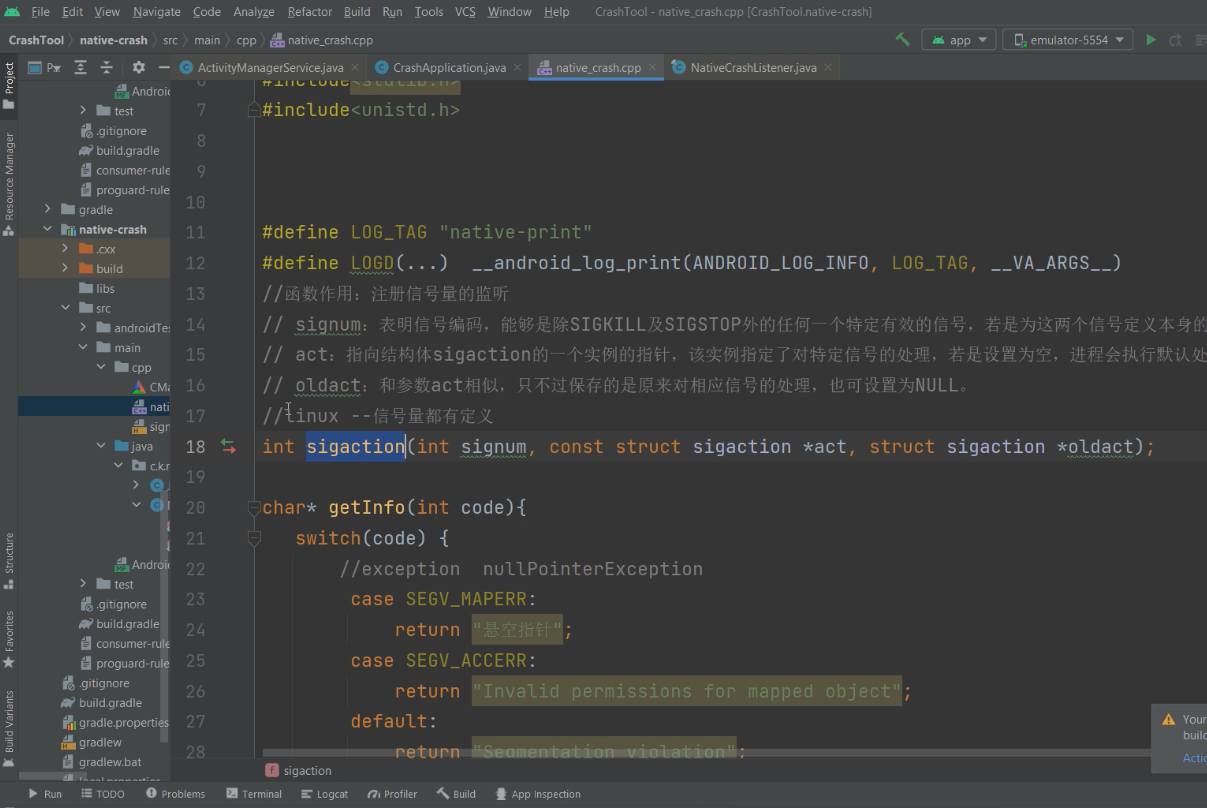 File Edit View Navigate Code Analyze Refactor Build Run Tools VCS Window Help CrashTool - native_crash.cpp [CrashTool.native-crash]
CrashTool native-crash src main cpp native_crash.cpp app emulator-5554
ActivityManagerService.java CrashApplication.java native_crash.cpp NativeCrashListener.java
Project
Resource Manager
Structure
Favorites
Build Variants
Androi
test
.gitignore
build.gradle
consumer-rule
proguard-rule
gradle
native-crash
.cxx
build
libs
src
androidTes
main
cpp
CMa
nati
sign
java
c.k.r
Androi
test
.gitignore
build.gradle
consumer-rule
proguard-rule
.gitignore
build.gradle
gradle.properties
gradlew
gradlew.bat
local.properties
#include<stdlib.h>
7 #include<unistd.h>
8
9
10
11 #define LOG_TAG "native-print"
12 #define LOGD(...) __android_log_print(ANDROID_LOG_INFO, LOG_TAG, __VA_ARGS__)
13 //函数作用：注册信号量的监听
14 // signum：表明信号编码，能够是除SIGKILL及SIGSTOP外的任何一个特定有效的信号，若是为这两个信号定义本身的
15 // act：指向结构体sigaction的一个实例的指针，该实例指定了对特定信号的处理，若是设置为空，进程会执行默认处
16 // oldact：和参数act相似，只不过保存的是原来对相应信号的处理，也可设置为NULL。
17 //linux --信号量都有定义
18 int sigaction(int signum, const struct sigaction *act, struct sigaction *oldact);
19
20 char* getInfo(int code){
21 switch(code) {
22 //exception nullPointerException
23 case SEGV_MAPERR:
24 return "悬空指针";
25 case SEGV_ACCERR:
26 return "Invalid permissions for mapped object";
27 default:
28 return "Segmentation violation";
sigaction
Your
build
Actio
Run TODO Problems Terminal Logcat Profiler Build App Inspection